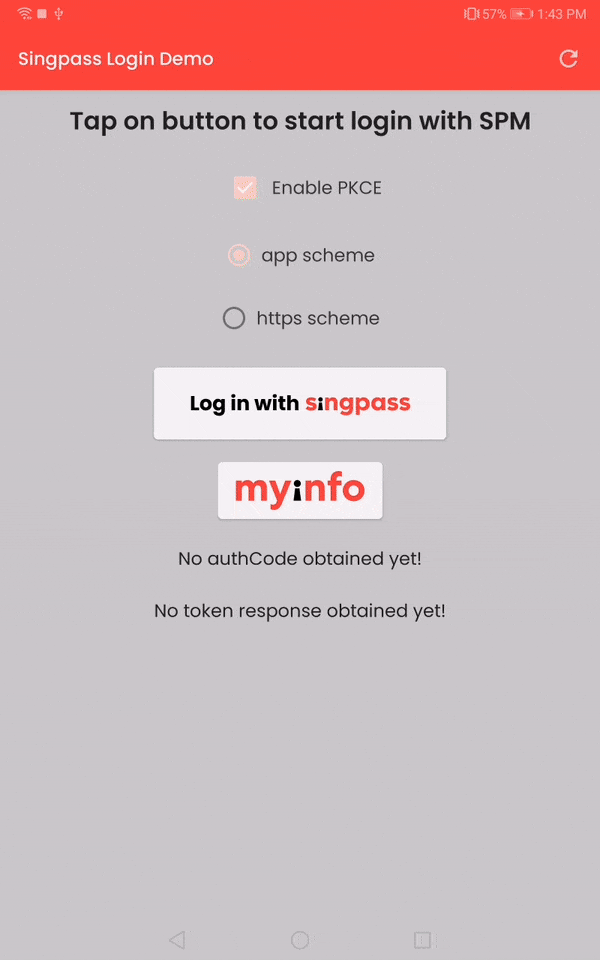 57% 1:43 PM
Singpass Login Demo
Tap on button to start login with SPM
Enable PKCE
app scheme
https scheme
Log in with singpass
myinfo
No authCode obtained yet!
No token response obtained yet!